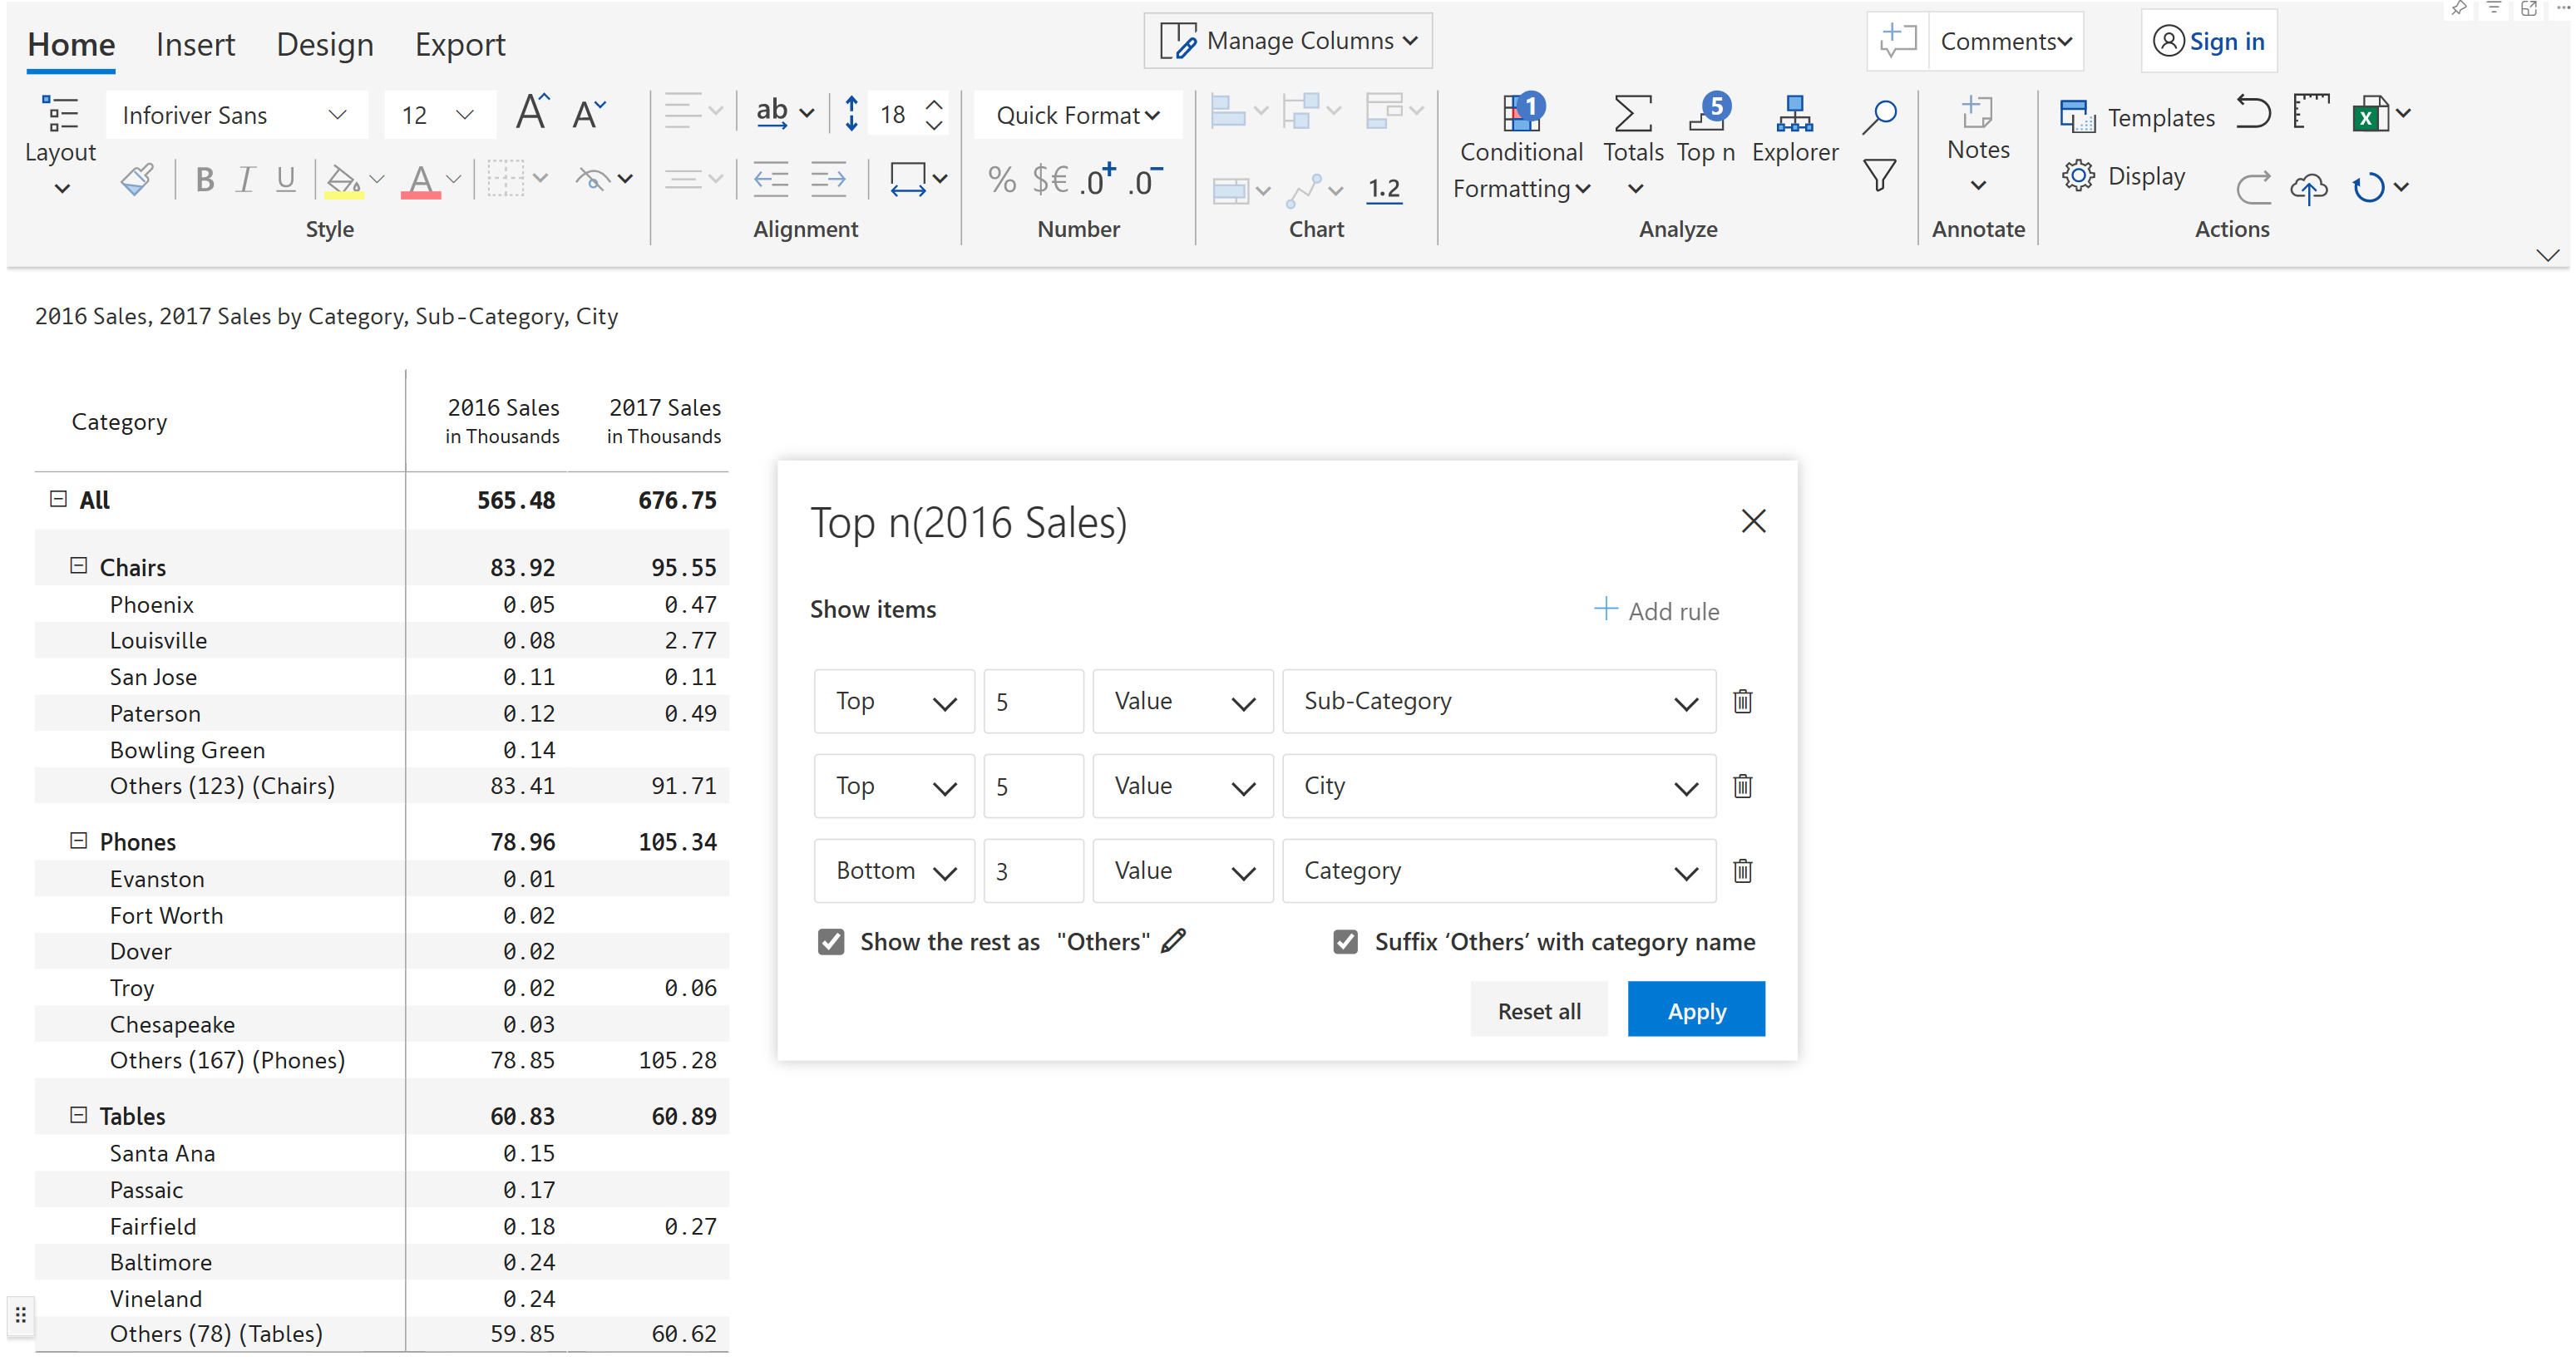 Home Insert Design Export Manage Columns Comments Sign in
Inforiver Sans 12 A A ab 18 Quick Format 1 5 Templates X
Layout Conditional Formatting Totals Top n Explorer Notes
B I U A % $€ .0+ .0- 1.2 Display
Style Alignment Number Chart Analyze Annotate Actions
2016 Sales, 2017 Sales by Category, Sub-Category, City
Category 2016 Sales in Thousands 2017 Sales in Thousands
All 565.48 676.75
Chairs 83.92 95.55
Phoenix 0.05 0.47
Louisville 0.08 2.77
San Jose 0.11 0.11
Paterson 0.12 0.49
Bowling Green 0.14
Others (123) (Chairs) 83.41 91.71
Phones 78.96 105.34
Evanston 0.01
Fort Worth 0.02
Dover 0.02
Troy 0.02 0.06
Chesapeake 0.03
Others (167) (Phones) 78.85 105.28
Tables 60.83 60.89
Santa Ana 0.15
Passaic 0.17
Fairfield 0.18 0.27
Baltimore 0.24
Vineland 0.24
Others (78) (Tables) 59.85 60.62
Top n(2016 Sales)
Show items Add rule
Top 5 Value Sub-Category
Top 5 Value City
Bottom 3 Value Category
Show the rest as "Others" Suffix ‘Others’ with category name
Reset all Apply